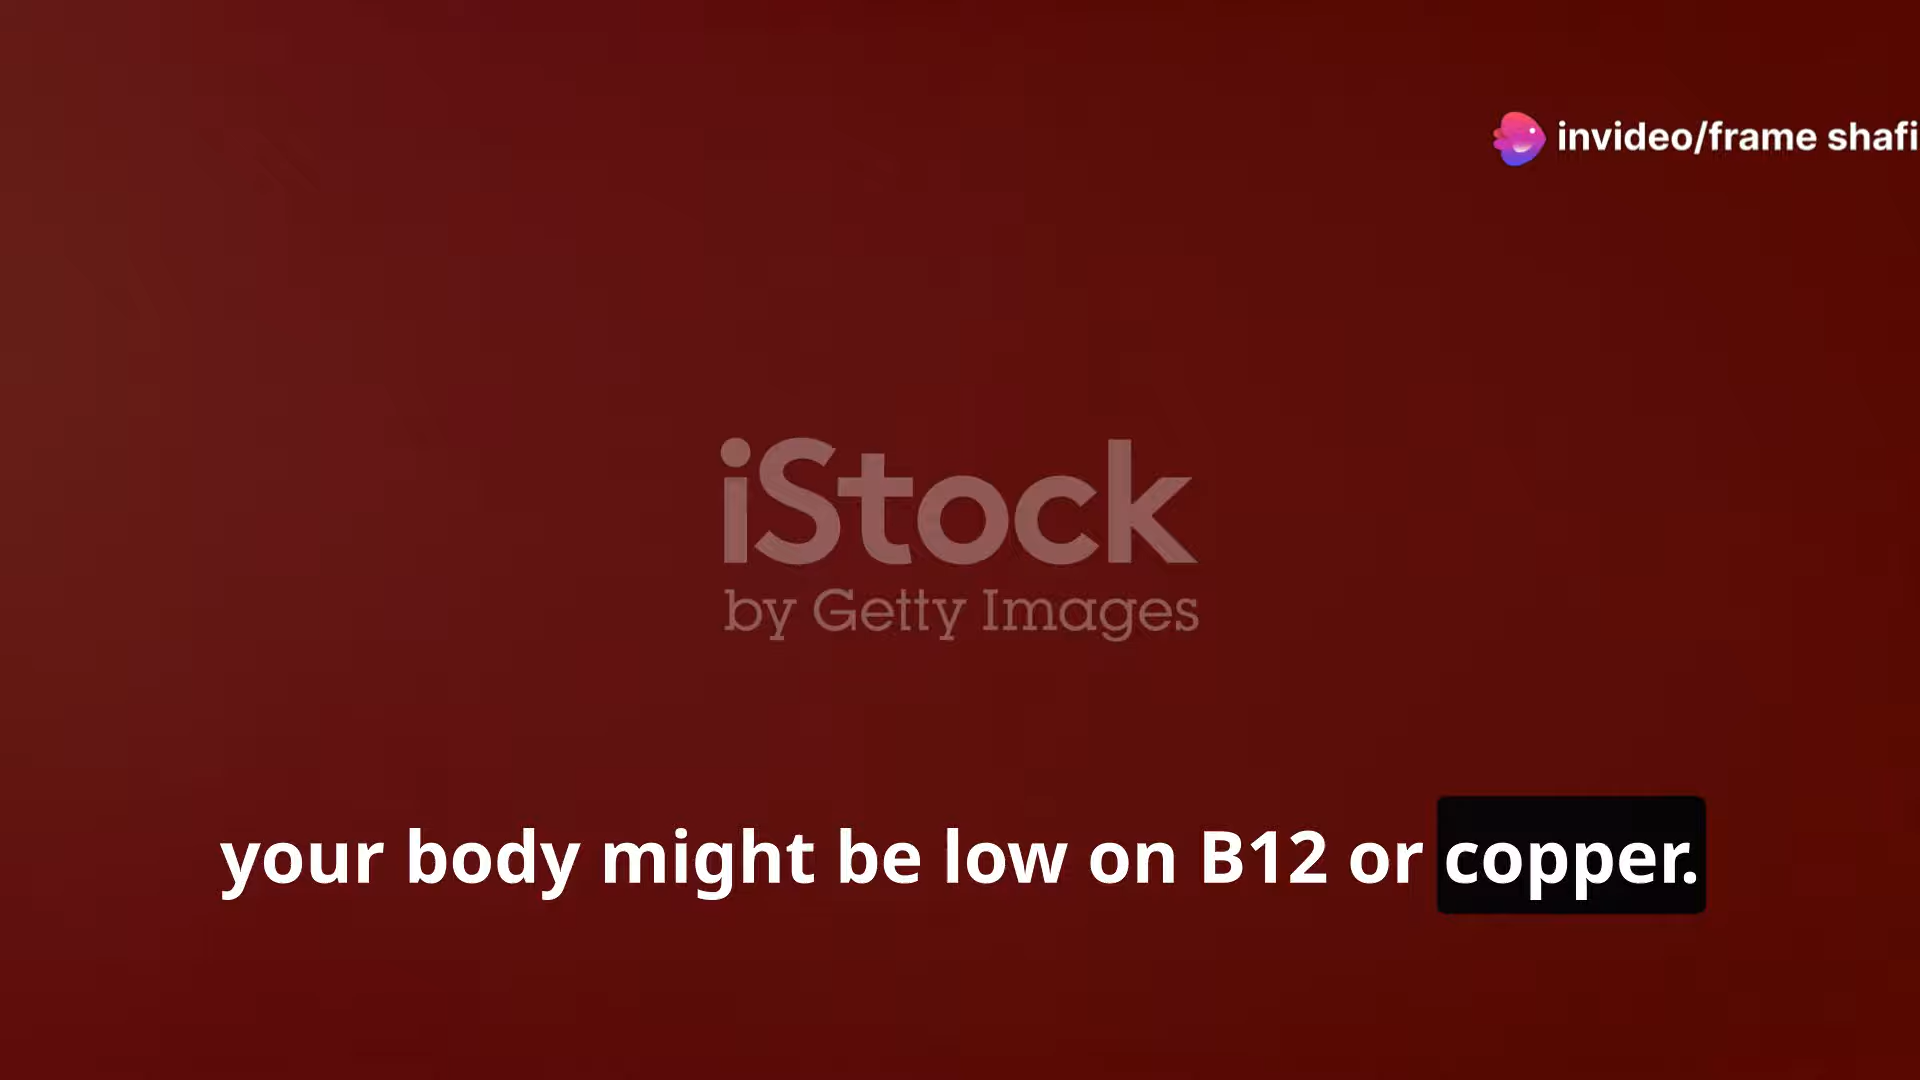 invideo/frame shafi
iStock
by Getty Images
your body might be low on B12 or copper.